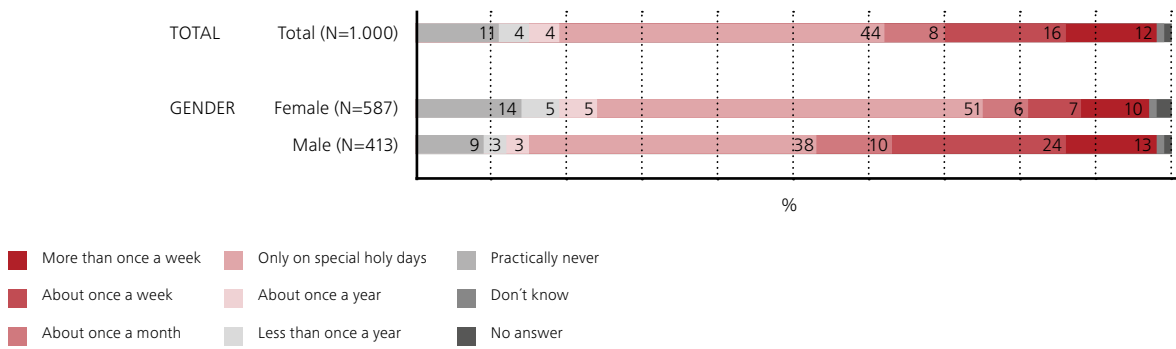 TOTAL Total (N=1.000) 11 4 4 44 8 16 12
GENDER Female (N=587) 14 5 5 51 6 7 10
Male (N=413) 9 3 3 38 10 24 13
%
More than once a week Only on special holy days Practically never
About once a week About once a year Don´t know
About once a month Less than once a year No answer